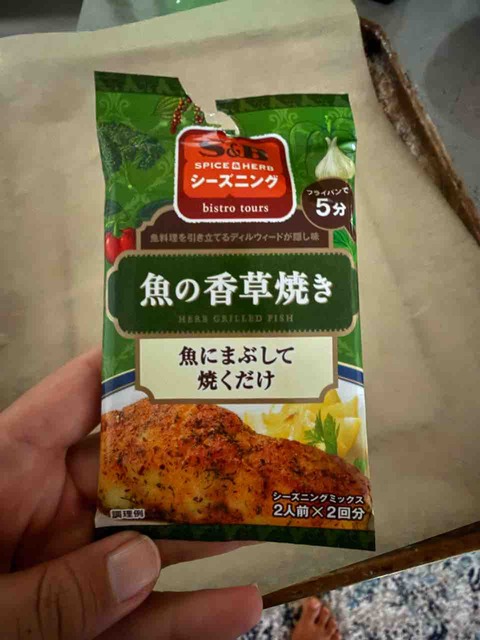 S&B
SPICE & HERB
シーズニング
bistro tours
フライパンで
5分
魚料理を引き立てるディルウィードが隠し味
魚の香草焼き
HERB GRILLED FISH
魚にまぶして
焼くだけ
シーズニングミックス
調理例
2人前×2回分